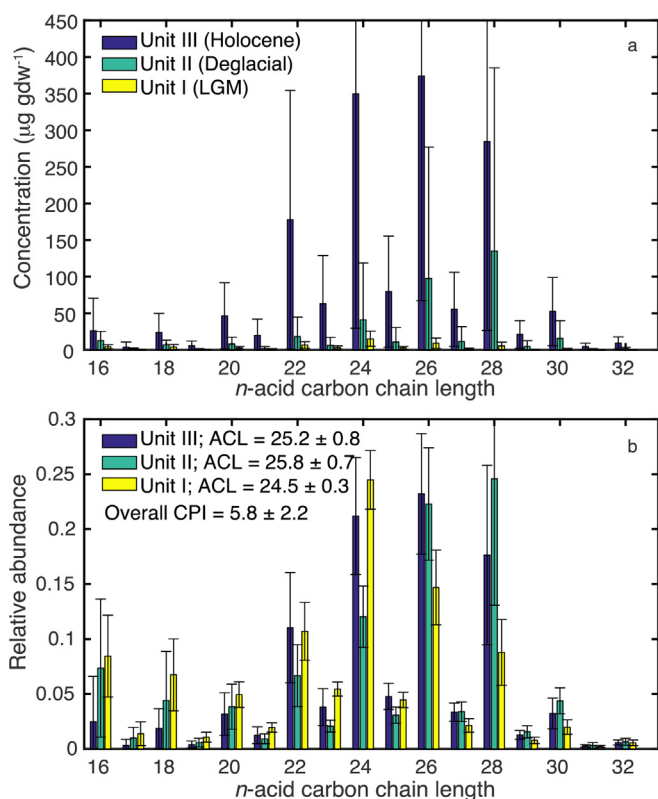 450
400
350
300
250
200
150
100
50
0
Concentration (μg gdw⁻¹)
Unit III (Holocene)
Unit II (Deglacial)
Unit I (LGM)
a
16 18 20 22 24 26 28 30 32
n-acid carbon chain length
0.3
0.25
0.2
0.15
0.1
0.05
0
Relative abundance
Unit III; ACL = 25.2 ± 0.8
Unit II; ACL = 25.8 ± 0.7
Unit I; ACL = 24.5 ± 0.3
Overall CPI = 5.8 ± 2.2
b
16 18 20 22 24 26 28 30 32
n-acid carbon chain length